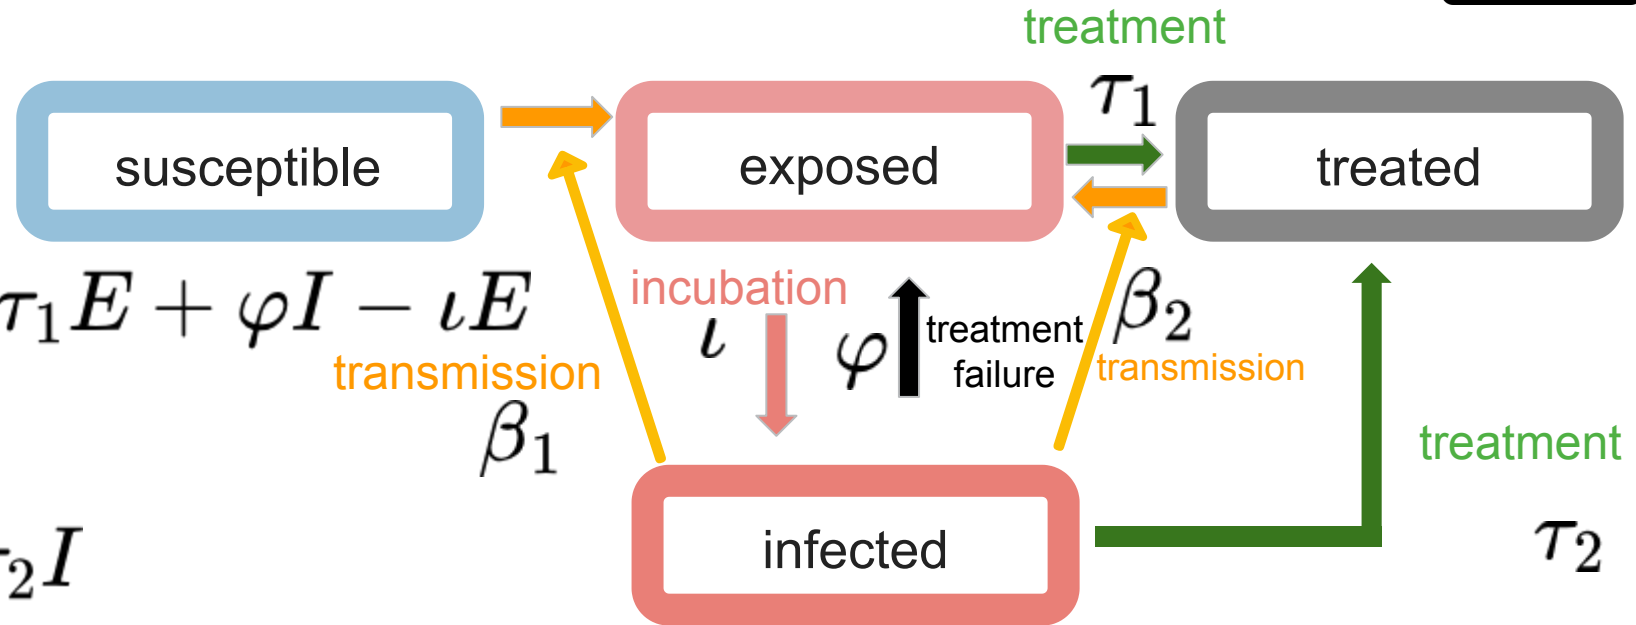 treatment
τ₁
susceptible
exposed
treated
τ₁E + φI − ιE
incubation
ι
φ
treatment
failure
β₂
transmission
transmission
β₁
treatment
infected
₂I
τ₂